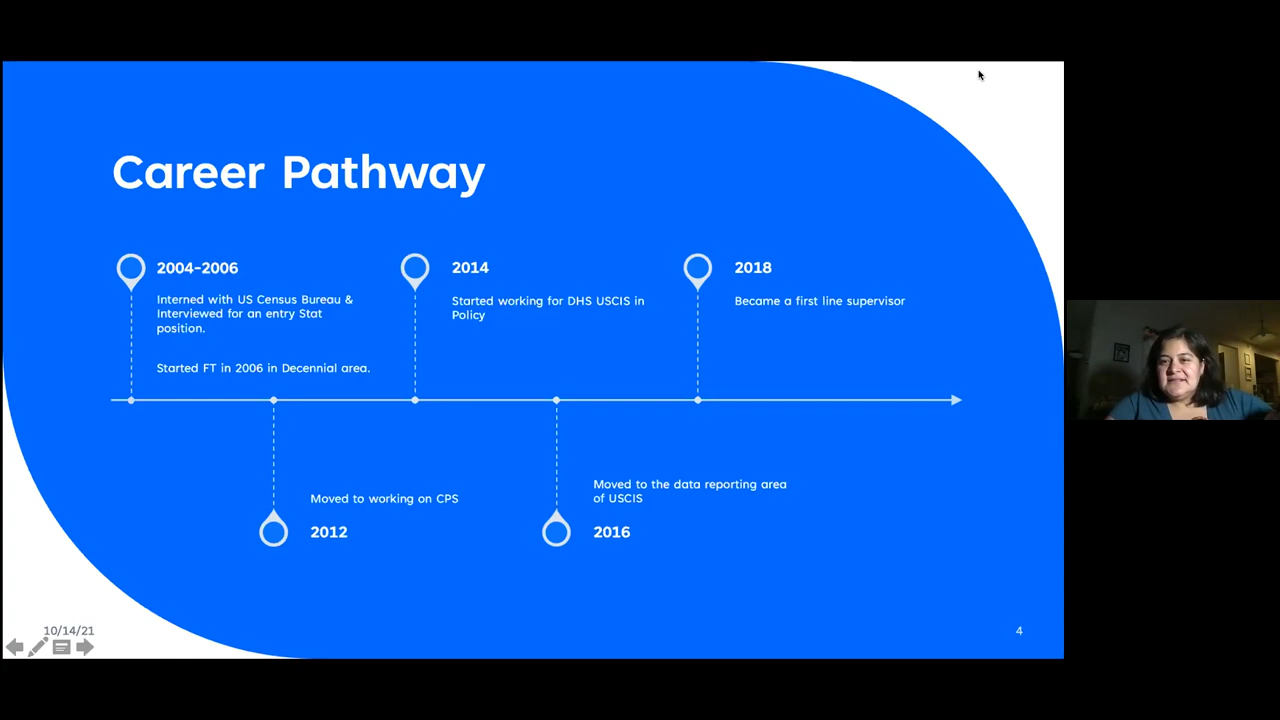 Career Pathway
2004-2006
Interned with US Census Bureau &
Interviewed for an entry Stat
position.
Started FT in 2006 in Decennial area.
2014
Started working for DHS USCIS in
Policy
2018
Became a first line supervisor
Moved to working on CPS
2012
Moved to the data reporting area
of USCIS
2016
10/14/21
4